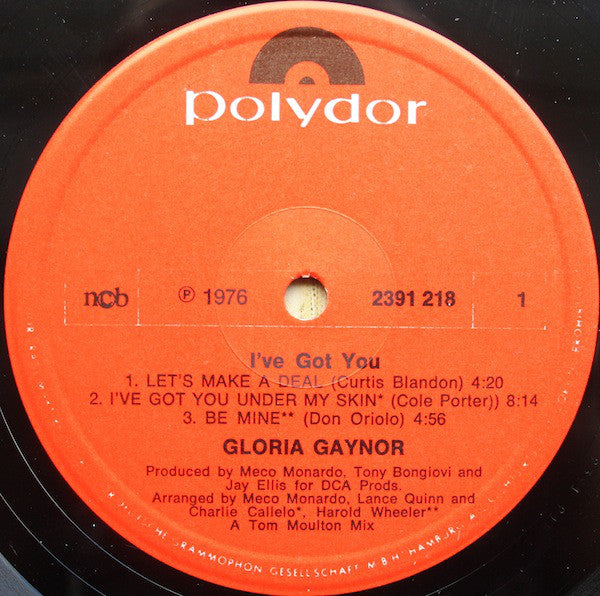 polydor
ncb ℗ 1976 2391 218 1
I've Got You
1. LET'S MAKE A DEAL (Curtis Blandon) 4:20
2. I'VE GOT YOU UNDER MY SKIN* (Cole Porter)) 8:14
3. BE MINE** (Don Oriolo) 4:56
GLORIA GAYNOR
Produced by Meco Monardo, Tony Bongiovi and
Jay Ellis for DCA Prods.
Arranged by Meco Monardo, Lance Quinn and
Charlie Callelo*, Harold Wheeler**
A Tom Moulton Mix
GRAMMOPHON GESELLSCHAFT M.B.H. HAMBURG